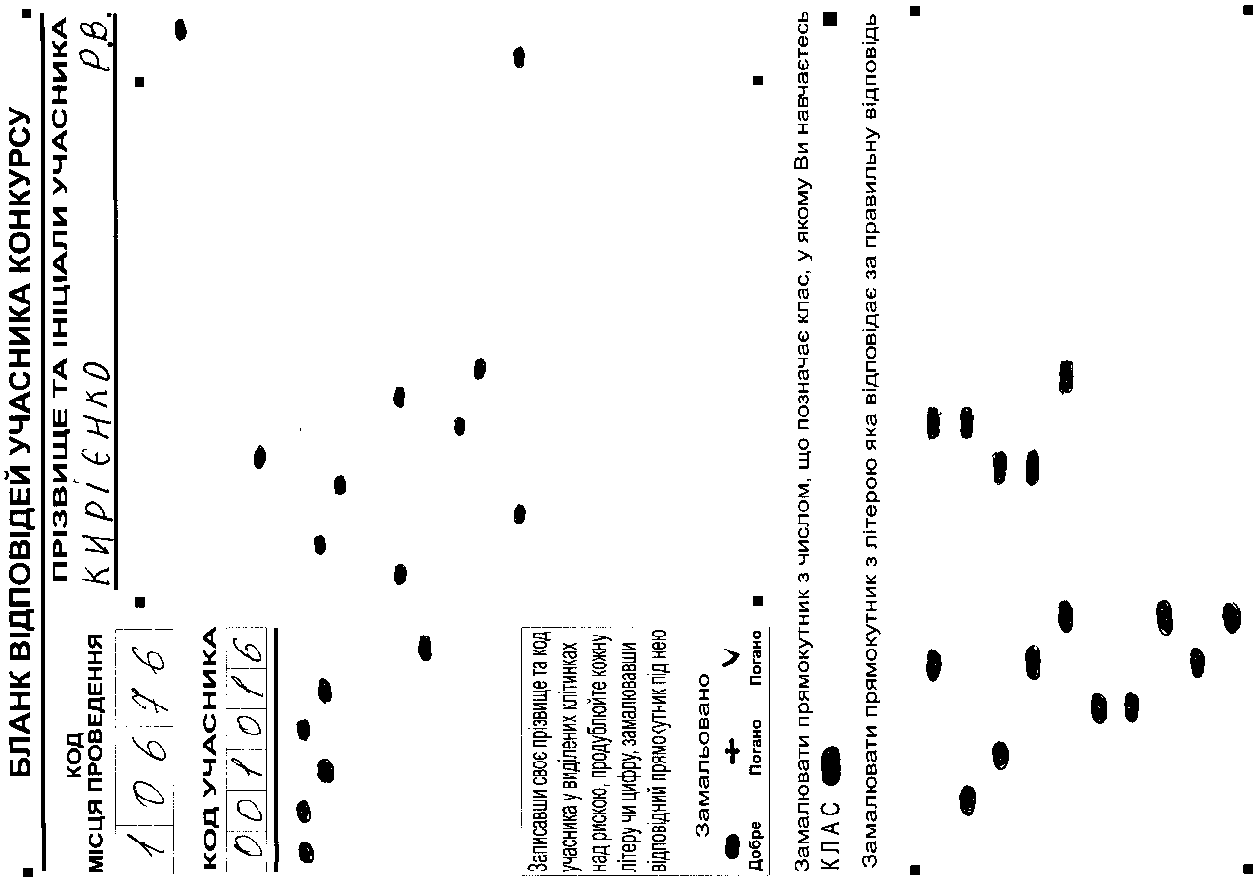 БЛАНК ВІДПОВІДЕЙ УЧАСНИКА КОНКУРСУ
КОД
МІСЦЯ ПРОВЕДЕННЯ
ПРІЗВИЩЕ ТА ІНІЦІАЛИ УЧАСНИКА
10676
КИРІЄНКО Р.В.
КОД УЧАСНИКА
001016
Записавши своє прізвище та код
учасника у виділених клітинках
над рискою, продублюйте кожну
літеру чи цифру, замалювавши
відповідний прямокутник під нею
Замальовано
Добре Погано Погано
Замалювати прямокутник з числом, що позначає клас, у якому Ви навчаєтесь
КЛАС
Замалювати прямокутник з літерою яка відповідає за правильну відповідь